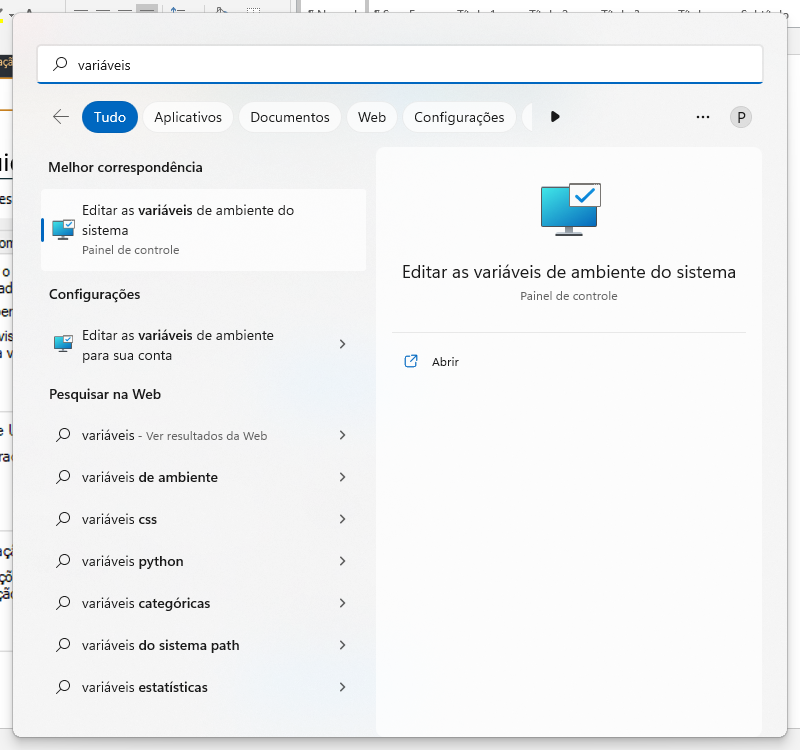 variáveis
Tudo
Aplicativos
Documentos
Web
Configurações
P
Melhor correspondência
Editar as variáveis de ambiente do
sistema
Painel de controle
Configurações
Editar as variáveis de ambiente
para sua conta
Pesquisar na Web
variáveis - Ver resultados da Web
variáveis de ambiente
variáveis css
variáveis python
variáveis categóricas
variáveis do sistema path
variáveis estatísticas
Editar as variáveis de ambiente do sistema
Painel de controle
Abrir